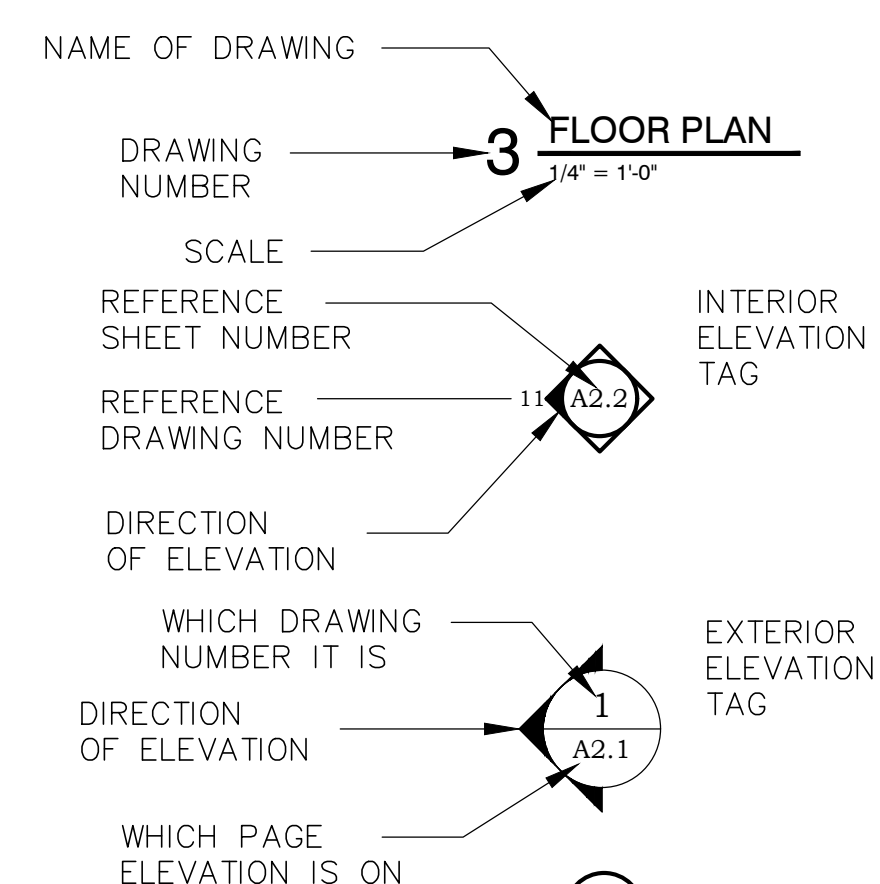 NAME OF DRAWING
FLOOR PLAN
DRAWING
NUMBER
3
1/4" = 1'-0"
SCALE
REFERENCE
SHEET NUMBER
INTERIOR
ELEVATION
TAG
REFERENCE
DRAWING NUMBER
11
A2.2
DIRECTION
OF ELEVATION
WHICH DRAWING
NUMBER IT IS
EXTERIOR
ELEVATION
TAG
1
DIRECTION
OF ELEVATION
A2.1
WHICH PAGE
ELEVATION IS ON